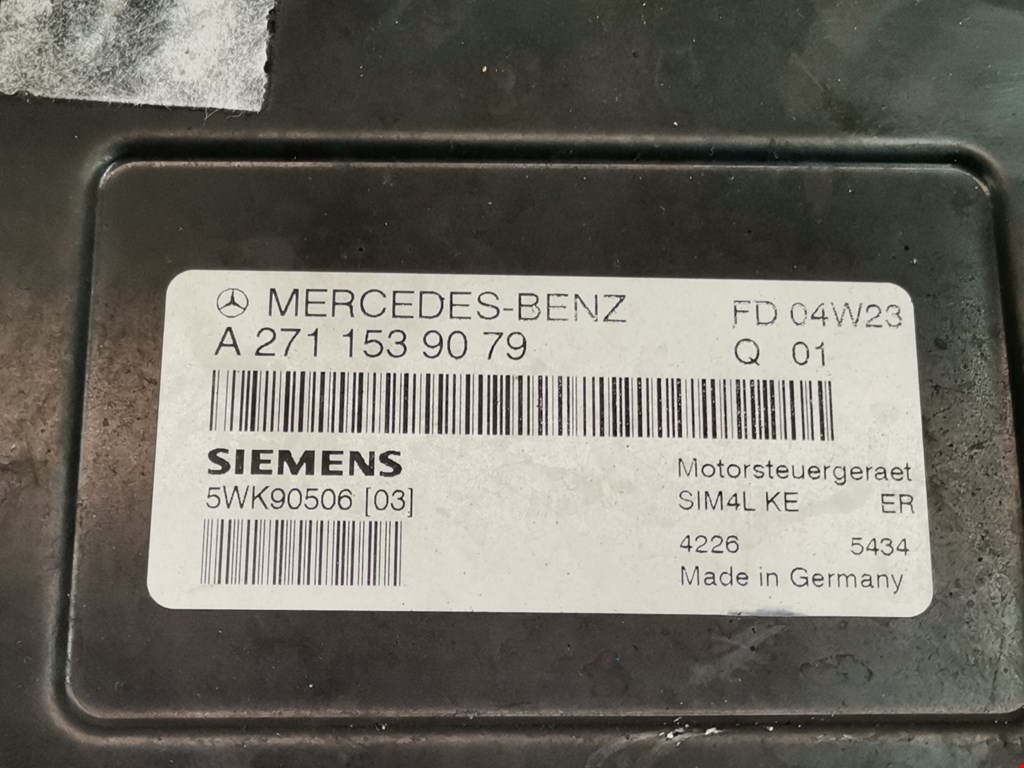 MERCEDES-BENZ FD 04W23
A 271 153 90 79 Q 01
SIEMENS Motorsteuergeraet
5WK90506 [03] SIM4L KE ER
4226 5434
Made in Germany